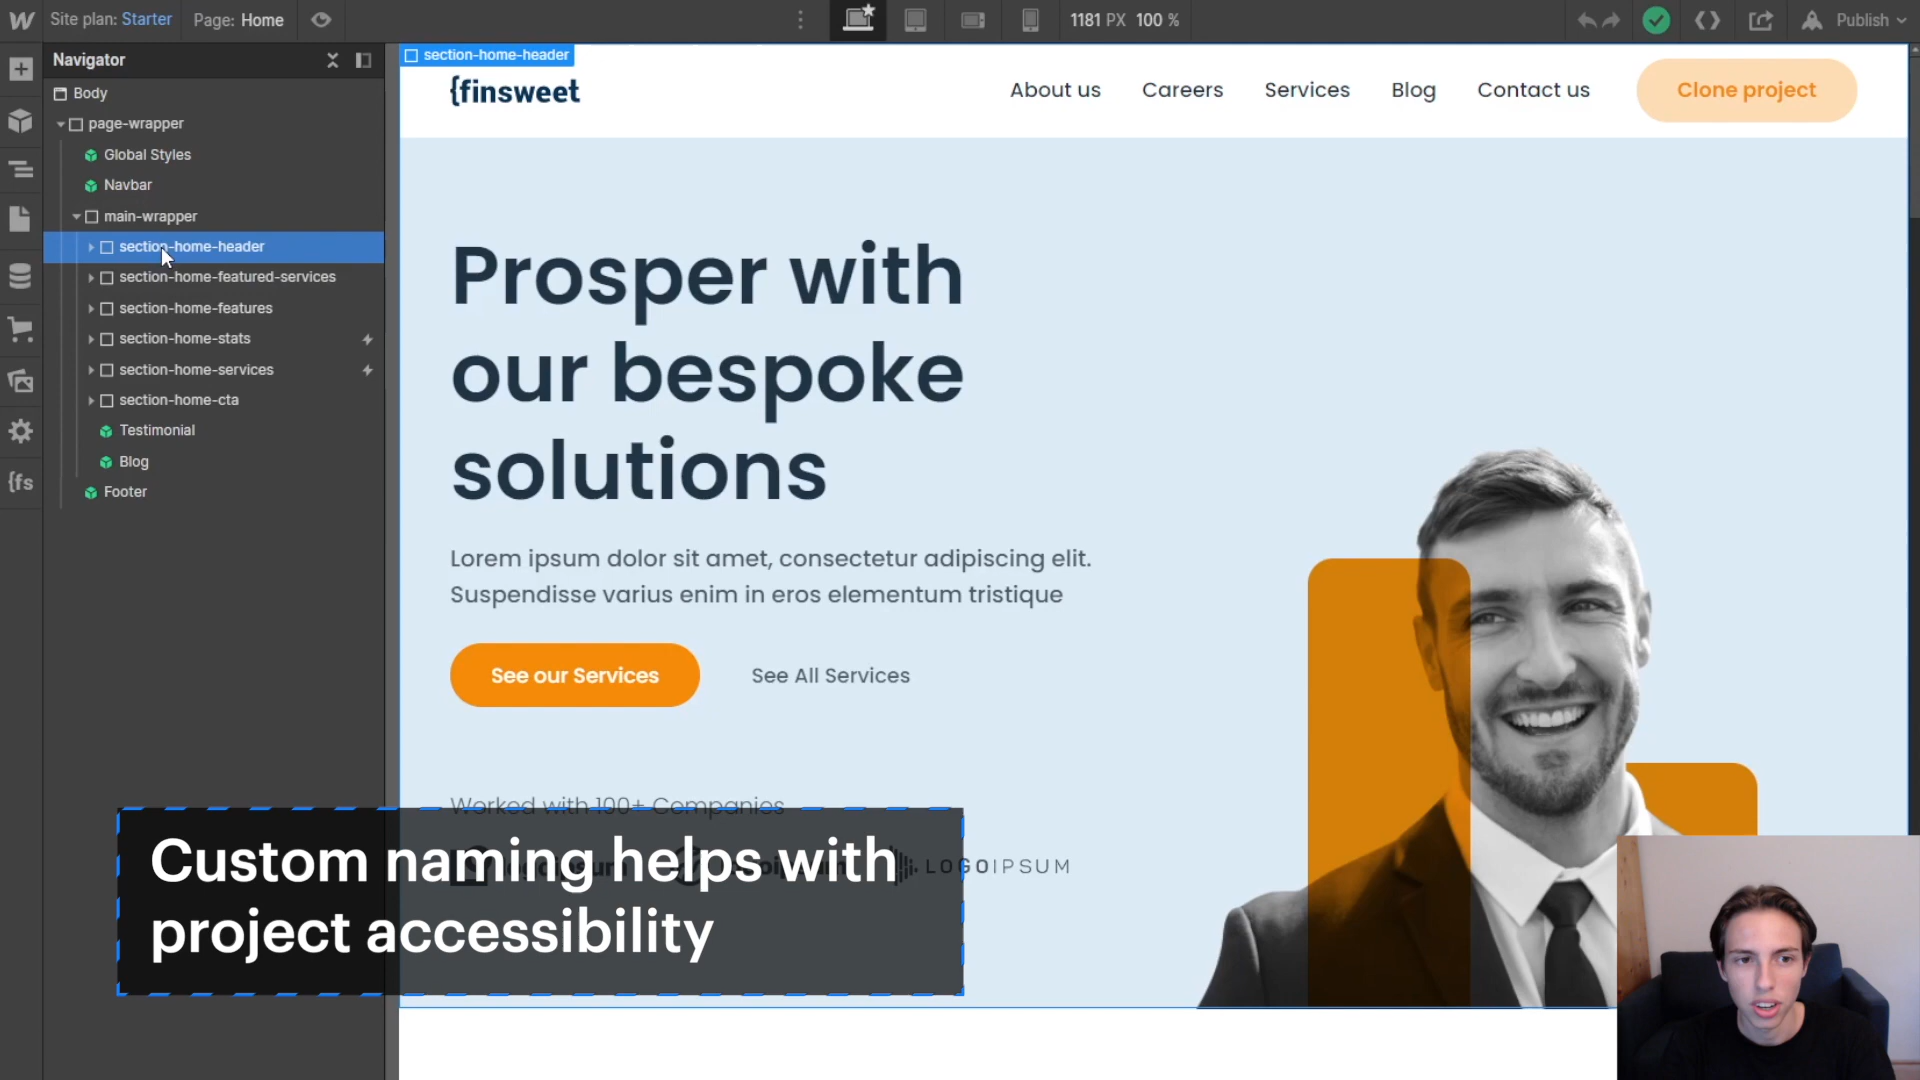 Site plan: Starter
Page: Home
1181 PX 100 %
Publish
Navigator
Body
page-wrapper
Global Styles
Navbar
main-wrapper
section-home-header
section-home-featured-services
section-home-features
section-home-stats
section-home-services
section-home-cta
Testimonial
Blog
Footer
{fs
section-home-header
{finsweet
About us
Careers
Services
Blog
Contact us
Clone project
Prosper with
our bespoke
solutions
Lorem ipsum dolor sit amet, consectetur adipiscing elit.
Suspendisse varius enim in eros elementum tristique
See our Services
See All Services
Worked with 100+ Companies
LOGOIPSUM
Custom naming helps with
project accessibility